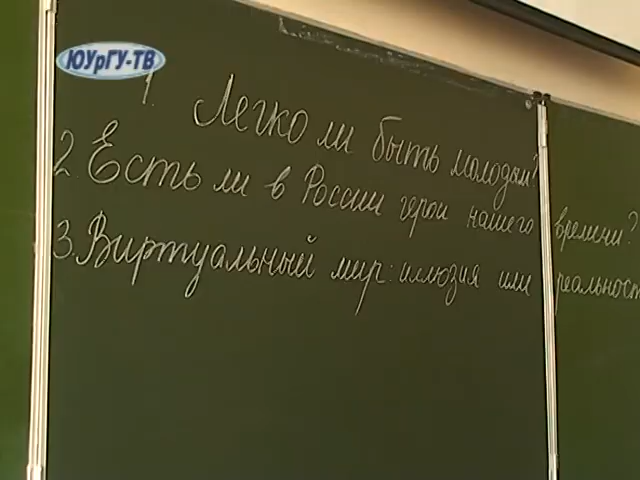 ЮУрГУ-ТВ
1. Легко ли быть молодым?
2. Есть ли в России герои нашего времени?
3. Виртуальный мир: иллюзия или реальност